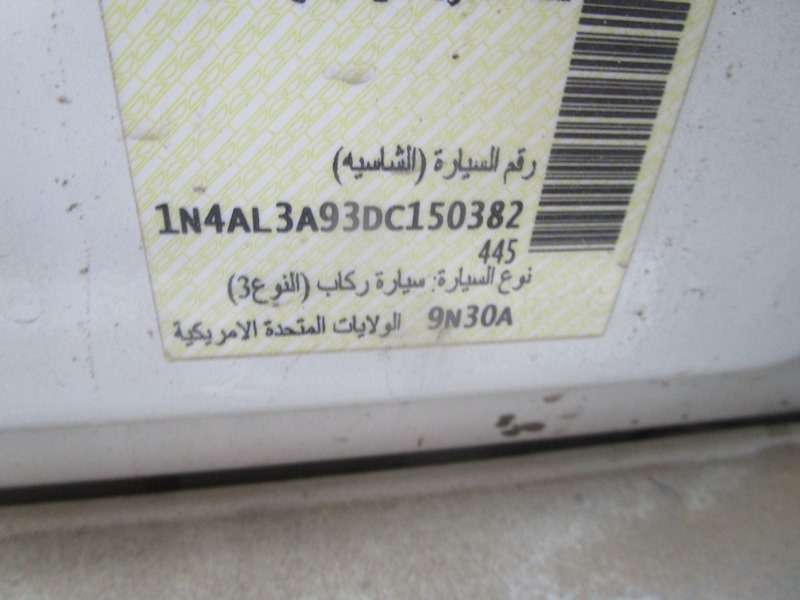 رقم السيارة (الشاسيه)
1N4AL3A93DC150382
445
نوع السيارة: سيارة ركاب (النوع3)
9N30A الولايات المتحدة الامريكية